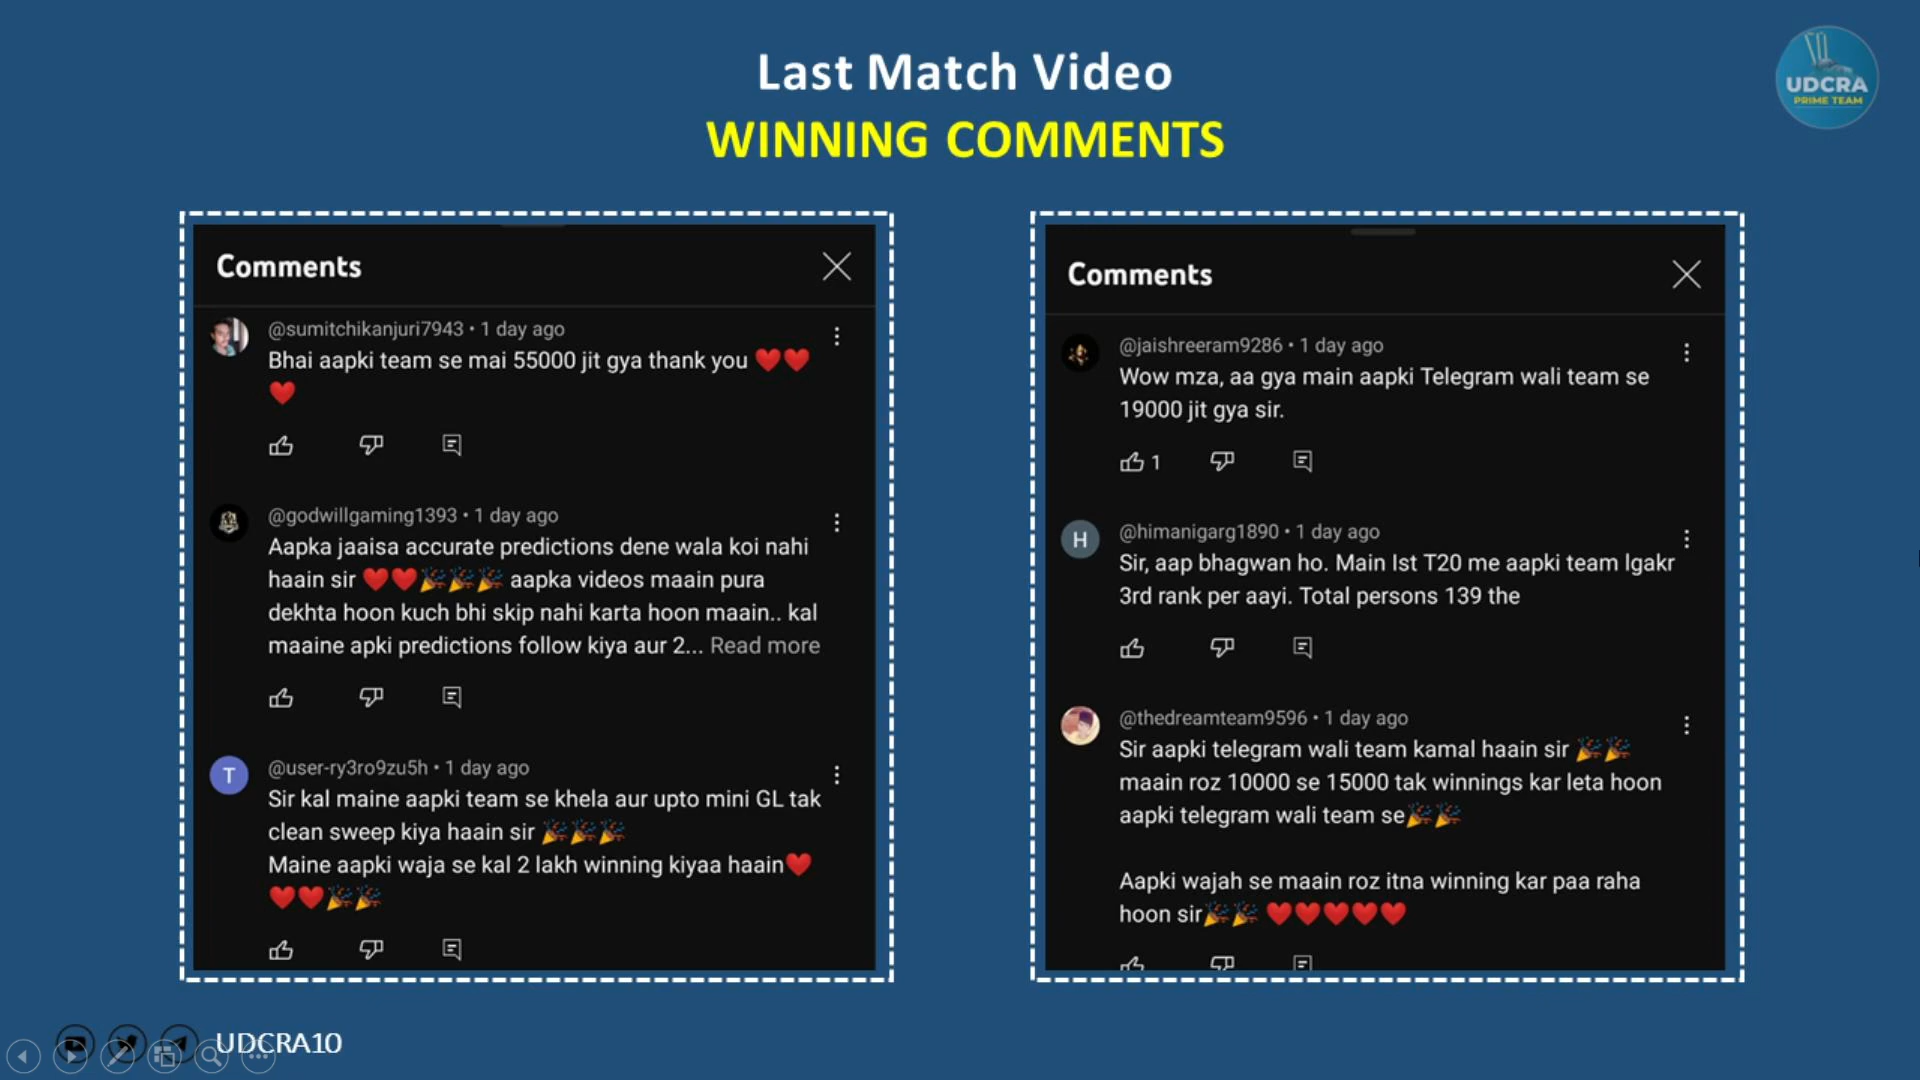 Last Match Video
WINNING COMMENTS
UDCRA
PRIME TEAM
Comments
@sumitchikanjuri7943 • 1 day ago
Bhai aapki team se mai 55000 jit gya thank you ❤️❤️
❤️
@godwillgaming1393 • 1 day ago
Aapka jaaisa accurate predictions dene wala koi nahi
haain sir ❤️❤️🎉🎉🎉 aapka videos maain pura
dekhta hoon kuch bhi skip nahi karta hoon maain.. kal
maaine apki predictions follow kiya aur 2... Read more
T
@user-ry3ro9zu5h • 1 day ago
Sir kal maine aapki team se khela aur upto mini GL tak
clean sweep kiya haain sir 🎉🎉🎉
Maine aapki waja se kal 2 lakh winning kiyaa haain❤️
❤️❤️🎉🎉
Comments
@jaishreeram9286 • 1 day ago
Wow mza, aa gya main aapki Telegram wali team se
19000 jit gya sir.
1
H
@himanigarg1890 • 1 day ago
Sir, aap bhagwan ho. Main Ist T20 me aapki team lgakr
3rd rank per aayi. Total persons 139 the
@thedreamteam9596 • 1 day ago
Sir aapki telegram wali team kamal haain sir 🎉🎉
maain roz 10000 se 15000 tak winnings kar leta hoon
aapki telegram wali team se🎉🎉
Aapki wajah se maain roz itna winning kar paa raha
hoon sir🎉🎉 ❤️❤️❤️❤️❤️
UDCRA10